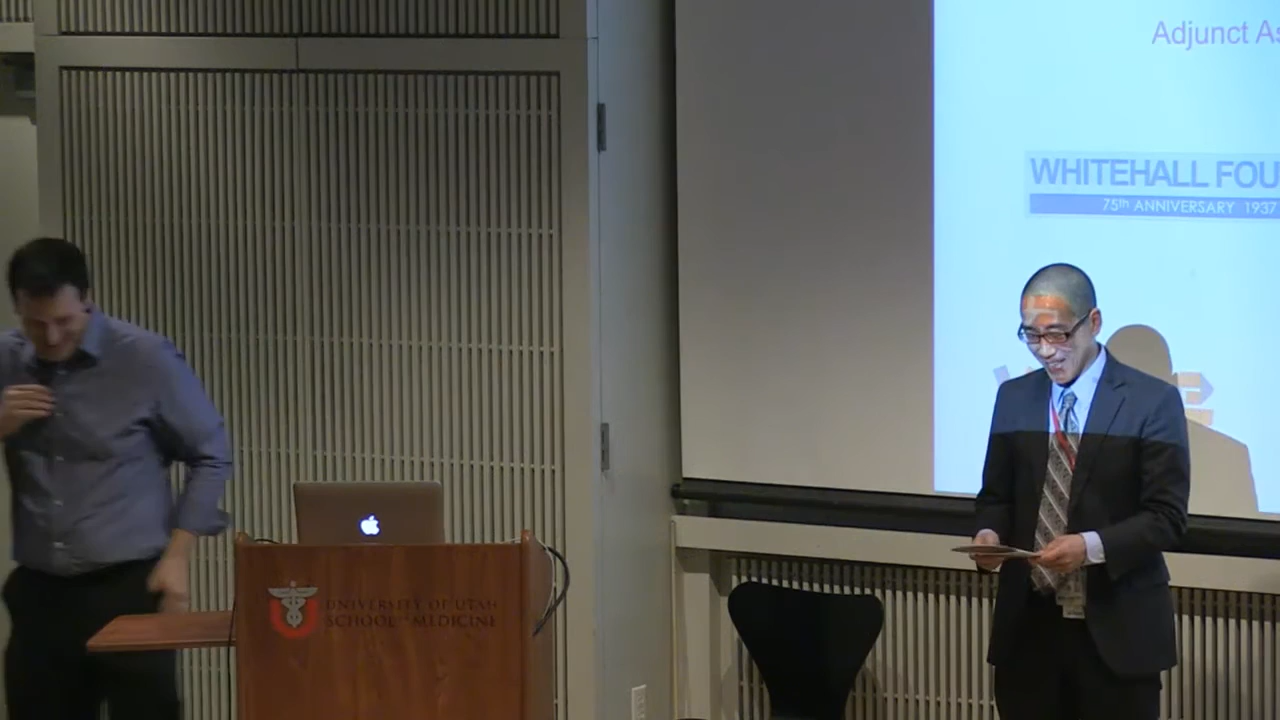 Adjunct As
WHITEHALL FOU
75th ANNIVERSARY 1937
UNIVERSITY OF UTAH
SCHOOL OF MEDICINE